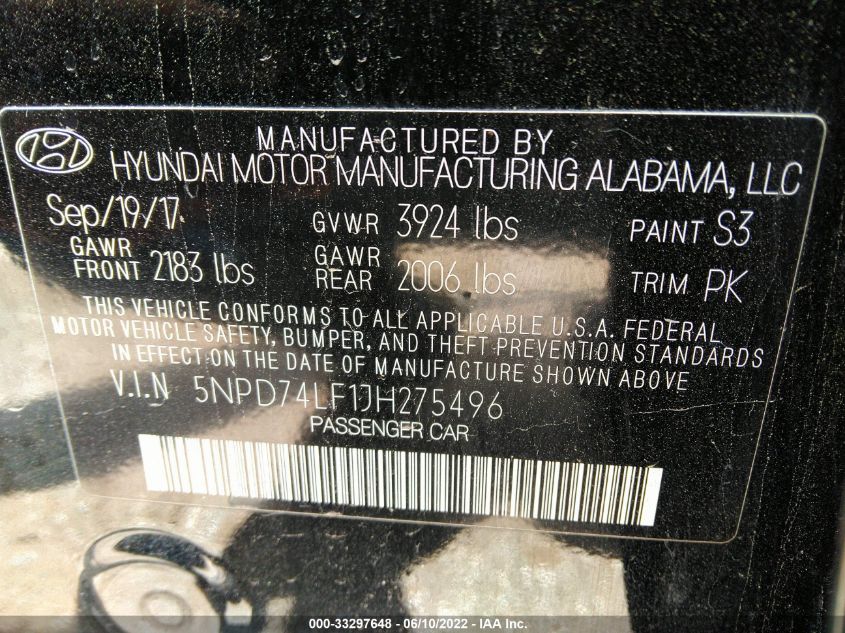 MANUFACTURED BY
HYUNDAI MOTOR MANUFACTURING ALABAMA, LLC
Sep/19/17 GVWR 3924 lbs PAINT S3
GAWR FRONT 2183 lbs GAWR REAR 2006 lbs TRIM PK
THIS VEHICLE CONFORMS TO ALL APPLICABLE U.S.A. FEDERAL
MOTOR VEHICLE SAFETY, BUMPER, AND THEFT PREVENTION STANDARDS
IN EFFECT ON THE DATE OF MANUFACTURE SHOWN ABOVE
V.I.N 5NPD74LF1JH275496
PASSENGER CAR
000-33297648 - 06/10/2022 - IAA Inc.